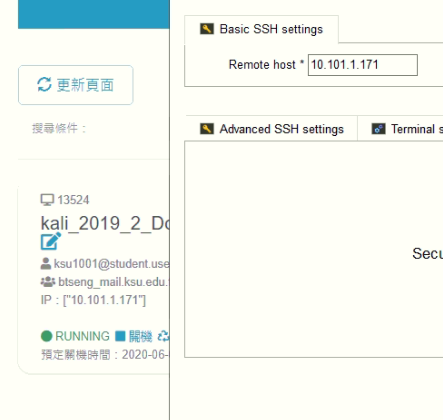 更新頁面
搜尋條件：
13524
kali_2019_2_Do
ksu1001@student.use
btseng_mail.ksu.edu.
IP：["10.101.1.171"]
RUNNING 關機
預定關機時間：2020-06-
Basic SSH settings
Remote host * 10.101.1.171
Advanced SSH settings
Terminal s
Secu